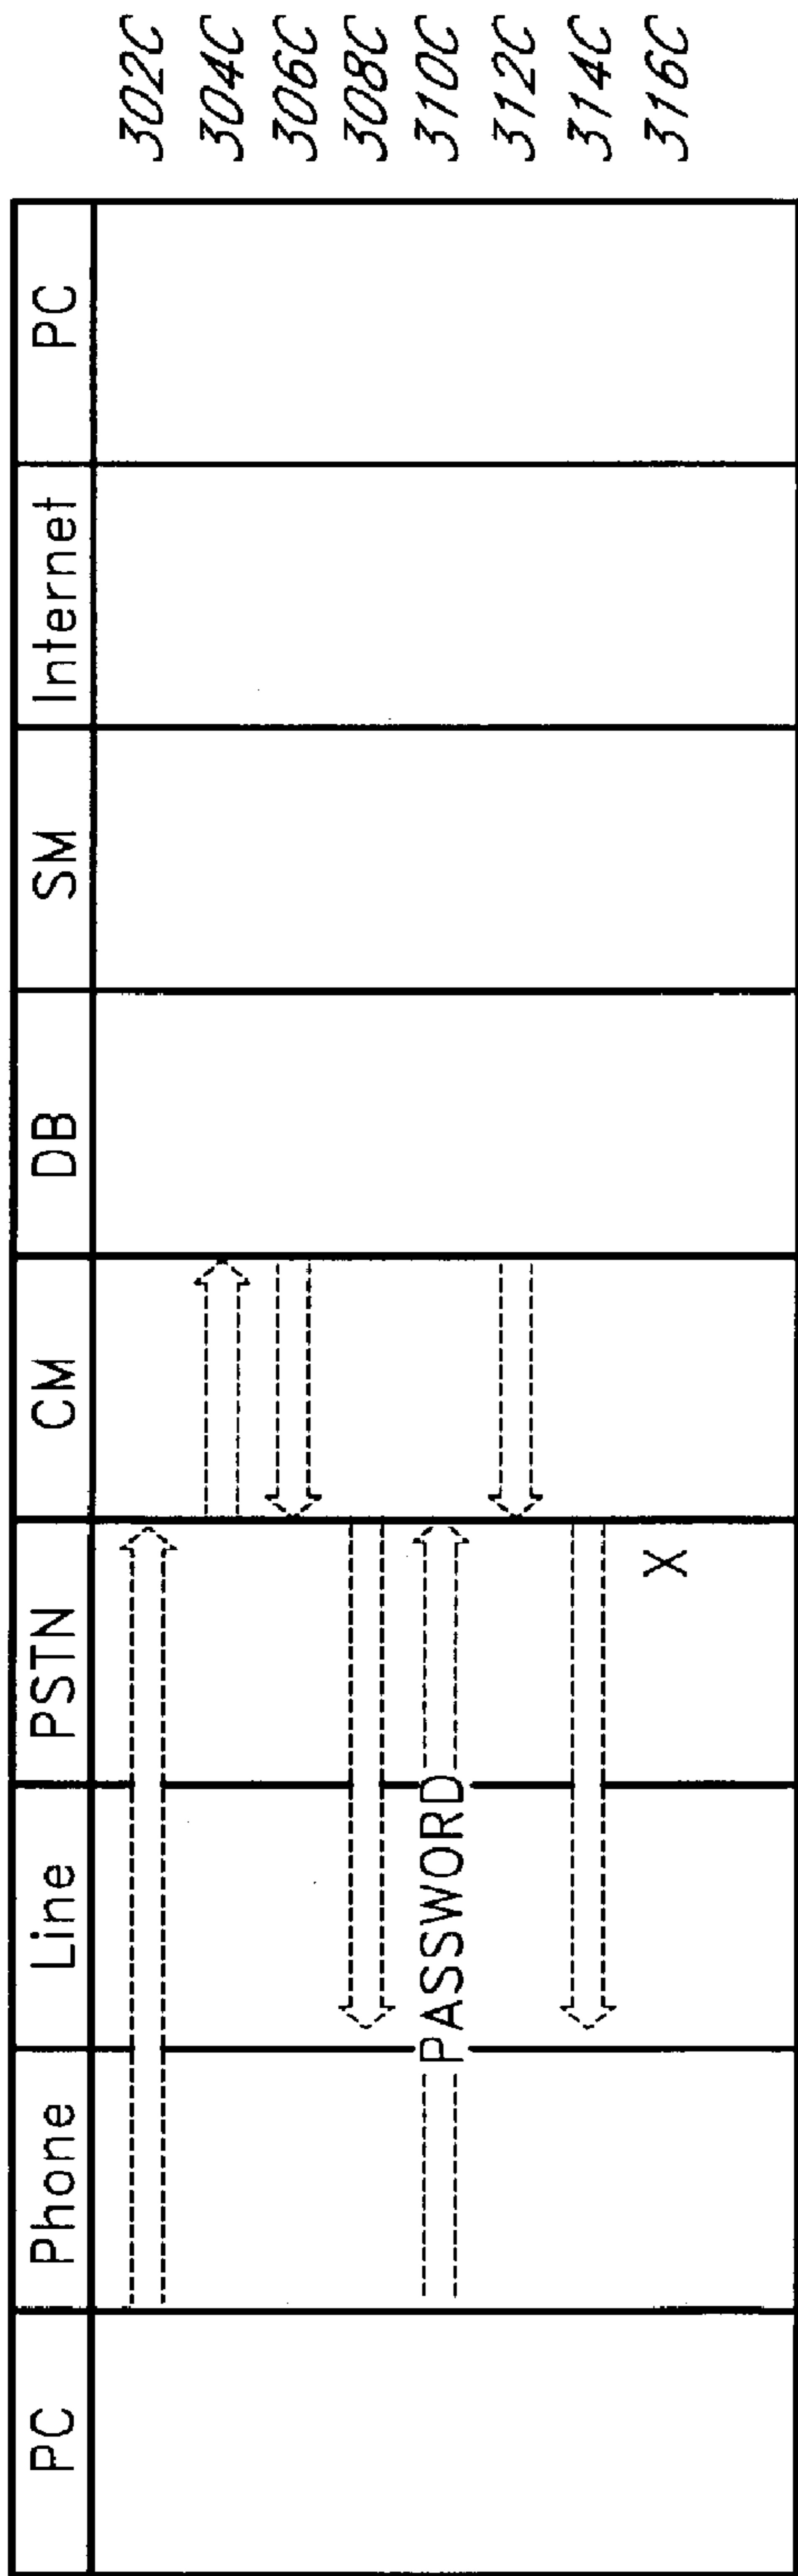 PC Phone Line PSTN CM DB SM Internet PC
302C
304C
306C
308C
PASSWORD 310C
312C
314C
X 316C